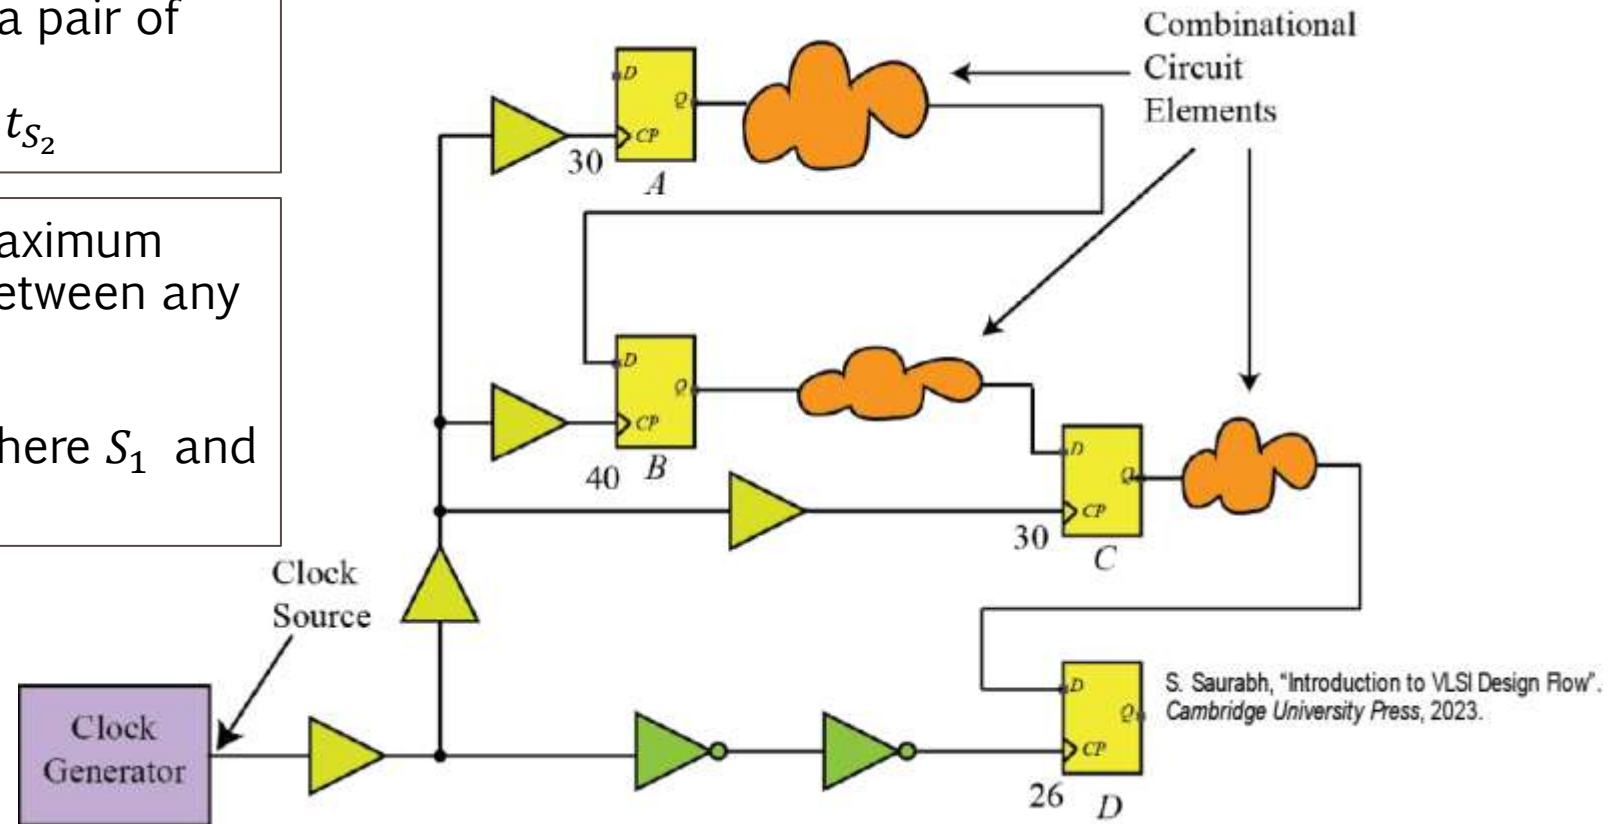 a pair of
t_{S_2}
aximum
etween any
here S_1 and
Combinational
Circuit
Elements
D
Q
CP
30
A
D
Q
CP
40
B
D
Q
CP
30
C
Clock
Source
Clock
Generator
D
Q
CP
26
D
S. Saurabh, "Introduction to VLSI Design Flow".
Cambridge University Press, 2023.